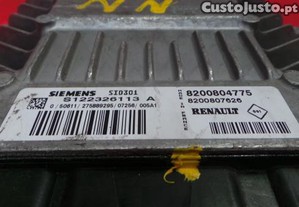 CustoJusto.pt
SIEMENS SID301
S122326113 A
8200804775
8200807626
RENAULT